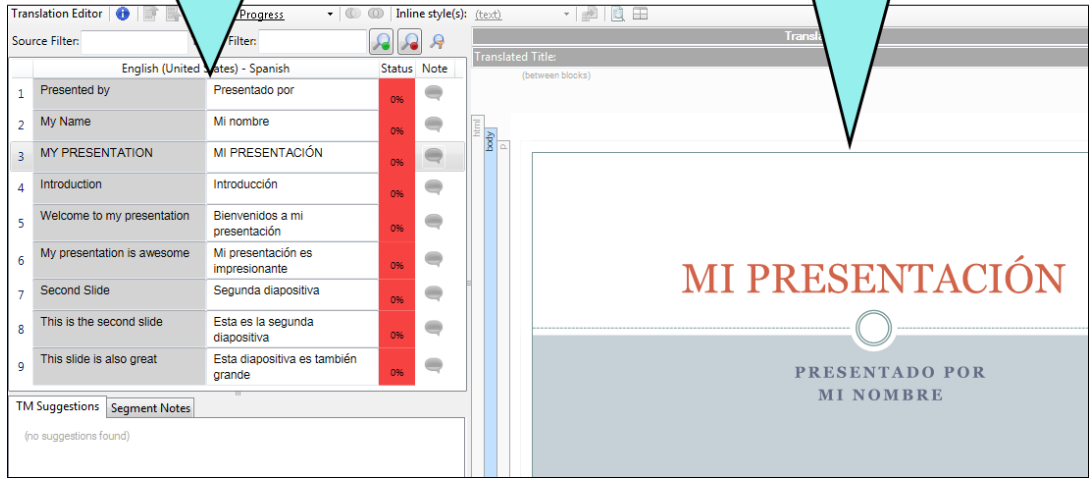 Translation Editor Progress Inline style(s): (text)
Source Filter: Filter:
English (United States) - Spanish Status Note
1 Presented by Presentado por 0%
2 My Name Mi nombre 0%
3 MY PRESENTATION MI PRESENTACIÓN 0%
4 Introduction Introducción 0%
5 Welcome to my presentation Bienvenidos a mi
presentación 0%
6 My presentation is awesome Mi presentación es
impresionante 0%
7 Second Slide Segunda diapositiva 0%
8 This is the second slide Esta es la segunda
diapositiva 0%
9 This slide is also great Esta diapositiva es también
grande 0%
TM Suggestions Segment Notes
(no suggestions found)
Translated Title:
(between blocks)
html
body
p.
MI PRESENTACIÓN
PRESENTADO POR
MI NOMBRE